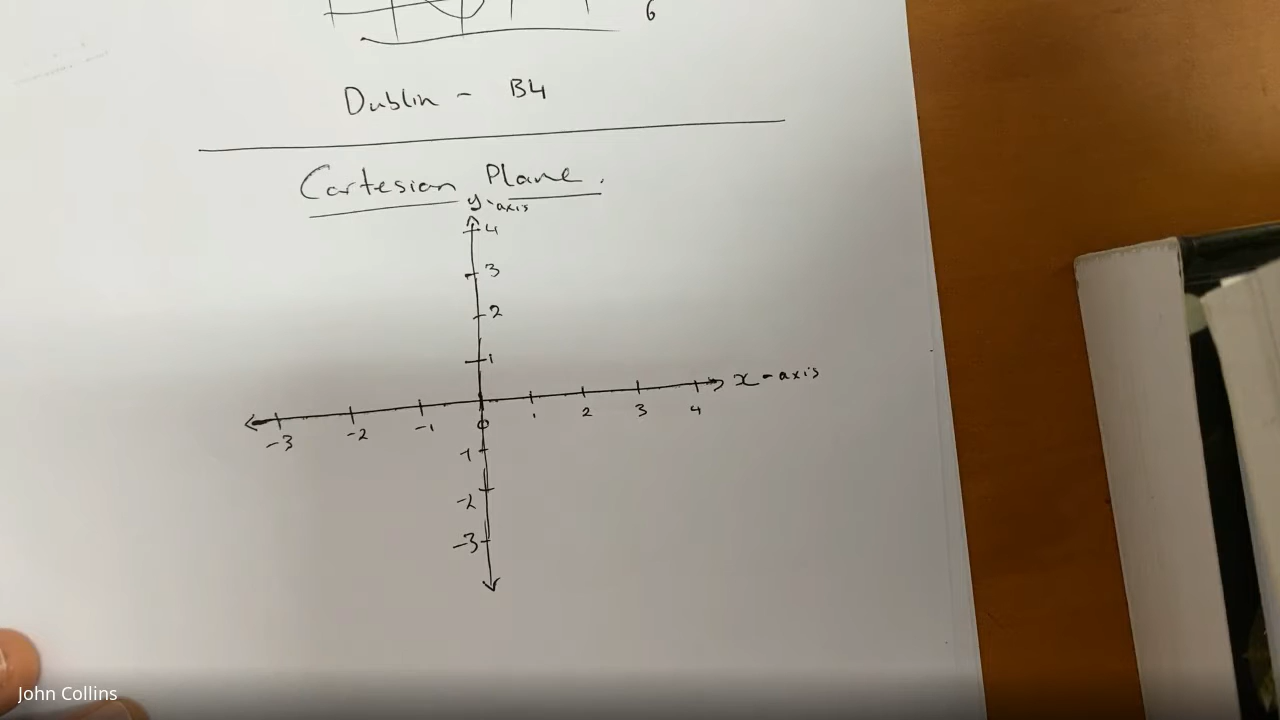 6
Dublin - B4
Cartesian Plane.
y-axis
4
3
2
1
x-axis
-3 -2 -1 0 1 2 3 4
-1
-2
-3
John Collins